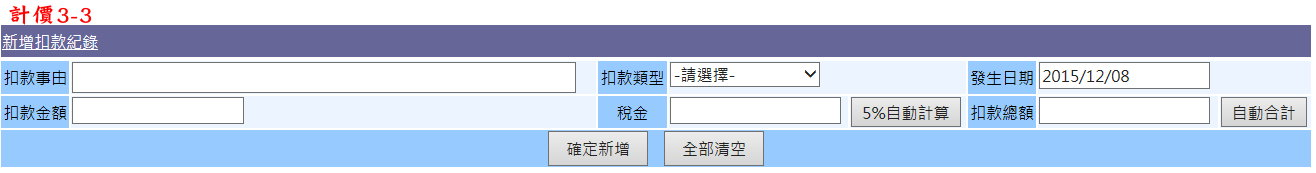 計價3-3
新增扣款紀錄
扣款事由 扣款類型 -請選擇- 發生日期 2015/12/08
扣款金額 稅金 5%自動計算 扣款總額 自動合計
確定新增 全部清空